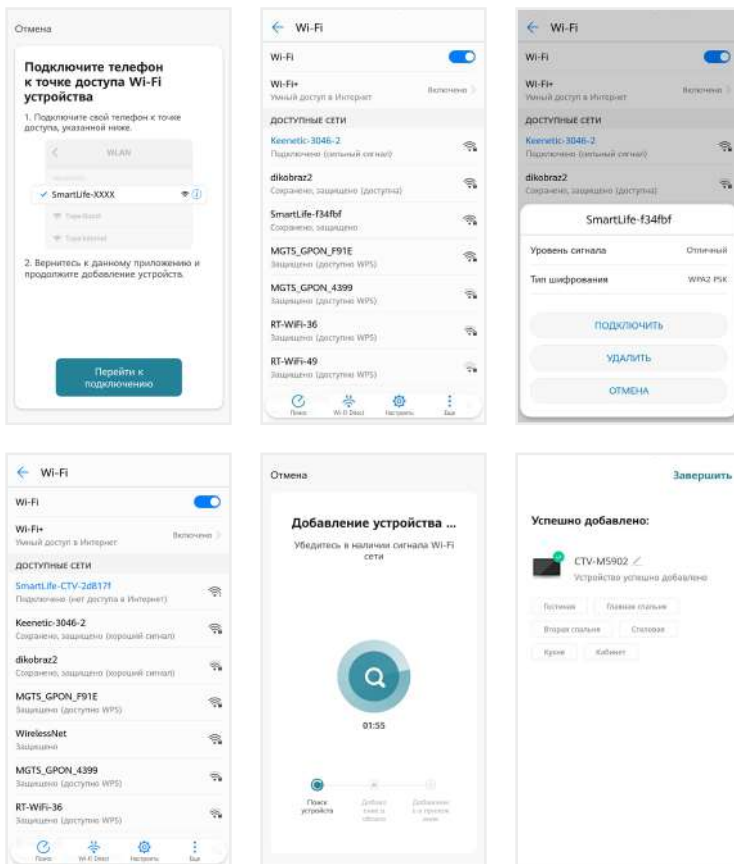 Отмена
Подключите телефон
к точке доступа Wi-Fi
устройства
1. Подключите свой телефон к точке
доступа, указанной ниже.
WLAN
SmartLife-XXXX
2. Вернитесь к данному приложению и
продолжите добавление устройств.
Перейти к
подключению
Wi-Fi
Wi-Fi
Wi-Fi+
Умный доступ в Интернет
Включено
ДОСТУПНЫЕ СЕТИ
Keenetic-3046-2
Подключено (сильный сигнал)
dikobraz2
Сохранено, защищено (доступна)
SmartLife-f34fbf
Сохранено, защищено
MGTS_GPON_F91E
Защищено (доступно WPS)
MGTS_GPON_4399
Защищено (доступно WPS)
RT-WiFi-36
Защищено (доступно WPS)
RT-WiFi-49
Защищено (доступно WPS)
Поиск Wi-Fi Direct Настроить Еще
Wi-Fi
Wi-Fi
Wi-Fi+
Умный доступ в Интернет
Включено
ДОСТУПНЫЕ СЕТИ
Keenetic-3046-2
Подключено (сильный сигнал)
dikobraz2
Сохранено, защищено (доступна)
SmartLife-f34fbf
Уровень сигнала Отличный
Тип шифрования WPA2 PSK
ПОДКЛЮЧИТЬ
УДАЛИТЬ
ОТМЕНА
Wi-Fi
Wi-Fi
Wi-Fi+
Умный доступ в Интернет
Включено
ДОСТУПНЫЕ СЕТИ
SmartLife-CTV-2d817f
Подключено (нет доступа к Интернет)
Keenetic-3046-2
Сохранено, защищено (хороший сигнал)
dikobraz2
Сохранено, защищено (хороший сигнал)
MGTS_GPON_F91E
Защищено (доступно WPS)
WirelessNet
Защищено
MGTS_GPON_4399
Защищено (доступно WPS)
RT-WiFi-36
Защищено (доступно WPS)
Поиск Wi-Fi Direct Настроить Еще
Отмена
Добавление устройства ...
Убедитесь в наличии сигнала Wi-Fi
сети
01:55
Поиск
устройства
Завершить
Успешно добавлено:
CTV-M5902
Устройство успешно добавлено
Гостиная Главная спальня
Вторая спальня Столовая
Кухня Кабинет